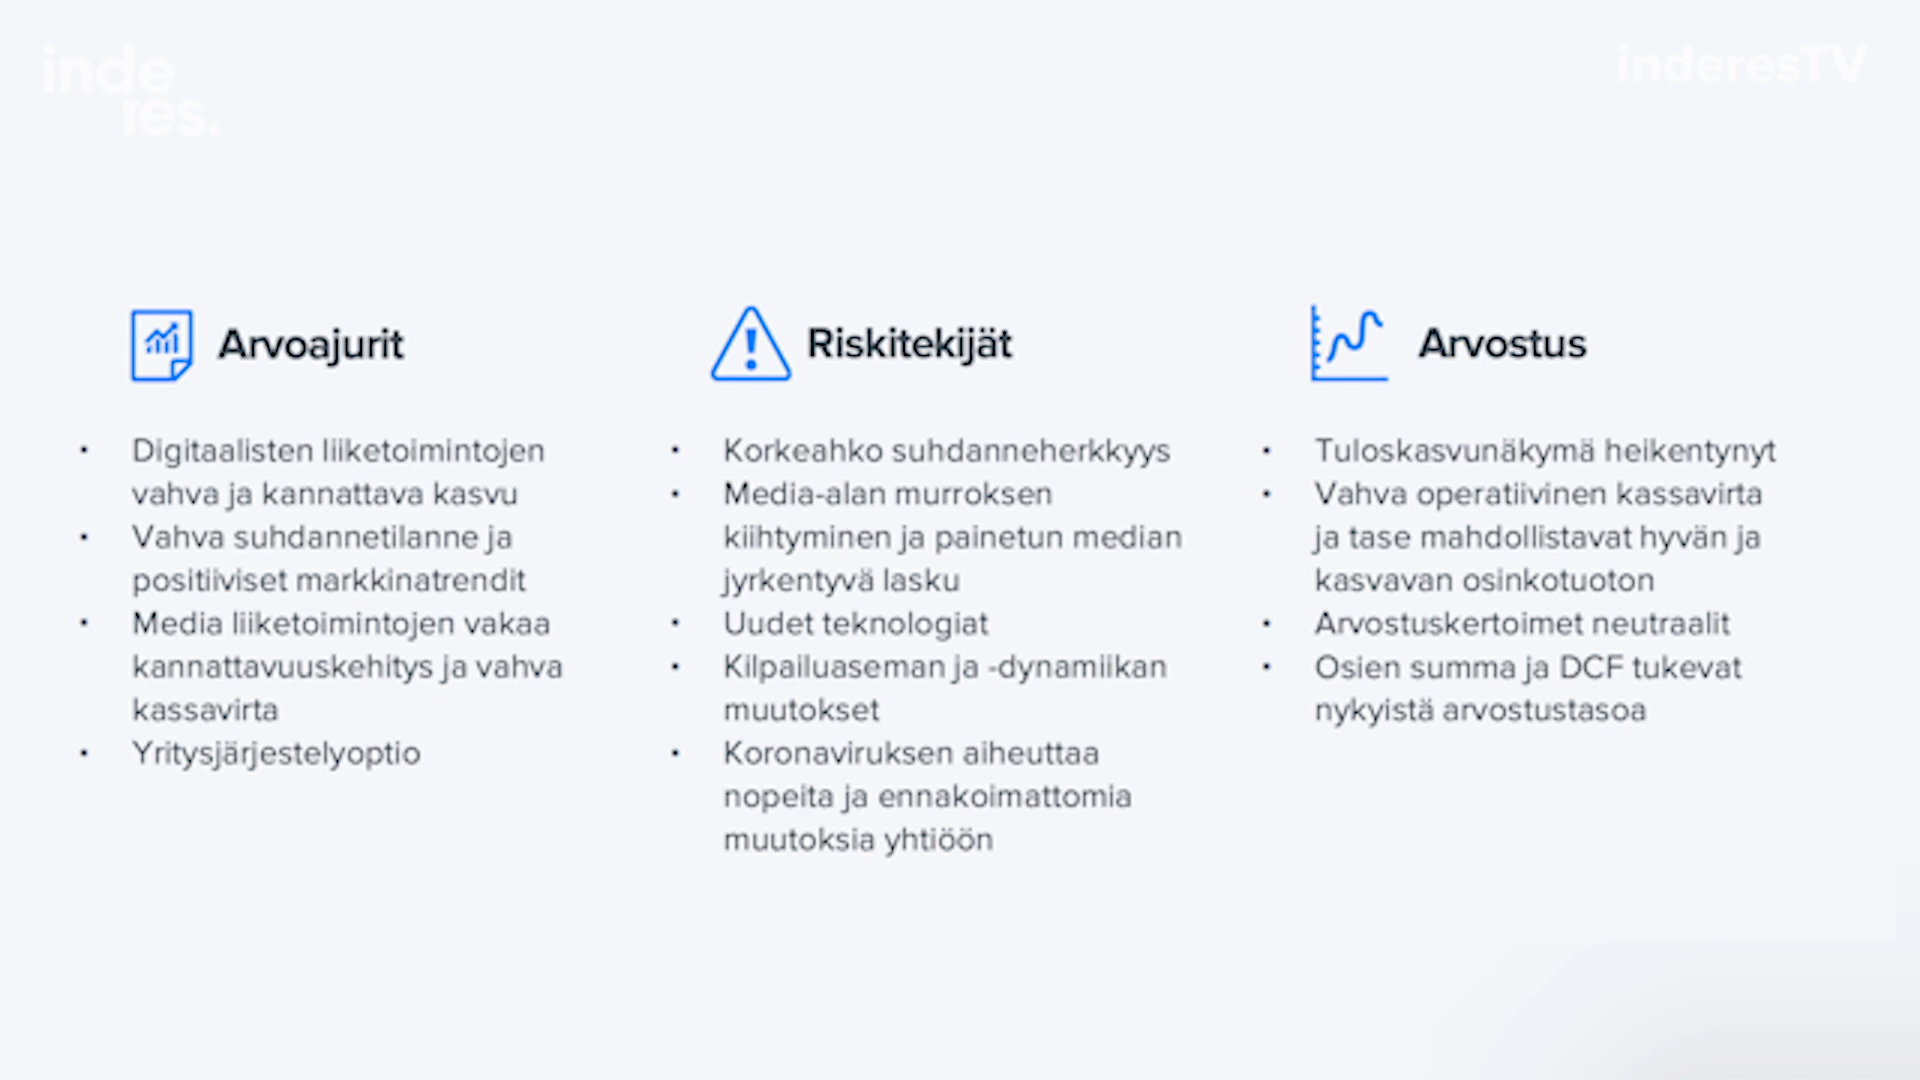 inde
res.
inderesTV
Arvoajurit
Digitaalisten liiketoimintojen
vahva ja kannattava kasvu
Vahva suhdannetilanne ja
positiiviset markkinatrendit
Media liiketoimintojen vakaa
kannattavuuskehitys ja vahva
kassavirta
Yritysjärjestelyoptio
Riskitekijät
Korkeahko suhdanneherkkyys
Media-alan murroksen
kiihtyminen ja painetun median
jyrkentyvä lasku
Uudet teknologiat
Kilpailuaseman ja -dynamiikan
muutokset
Koronaviruksen aiheuttaa
nopeita ja ennakoimattomia
muutoksia yhtiöön
Arvostus
Tuloskasvunäkymä heikentynyt
Vahva operatiivinen kassavirta
ja tase mahdollistavat hyvän ja
kasvavan osinkotuoton
Arvostuskertoimet neutraalit
Osien summa ja DCF tukevat
nykyistä arvostustasoa